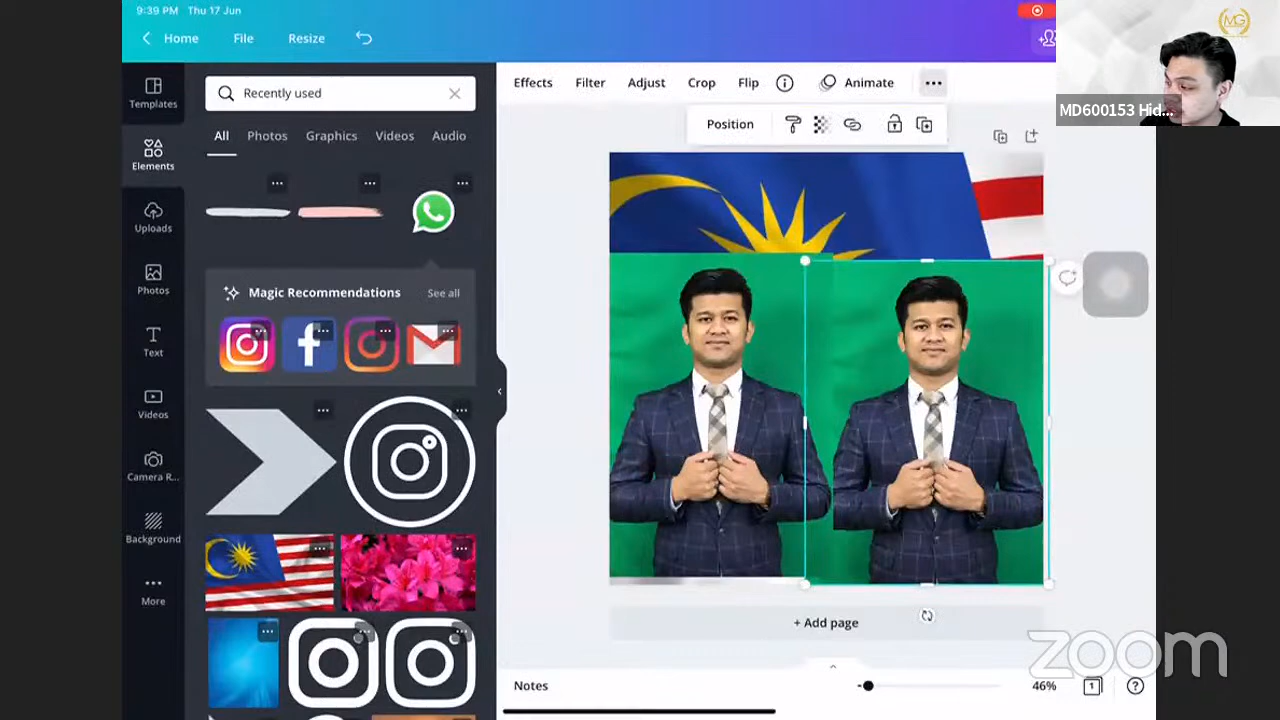 9:39 PM Thu 17 Jun
Home File Resize
MG
MD600153 Hid...
Templates
Elements
Uploads
Photos
Text
Videos
Camera R...
Background
More
Recently used
All Photos Graphics Videos Audio
Magic Recommendations See all
Effects Filter Adjust Crop Flip Animate
Position
+ Add page
Notes
46%
1
?
zoom